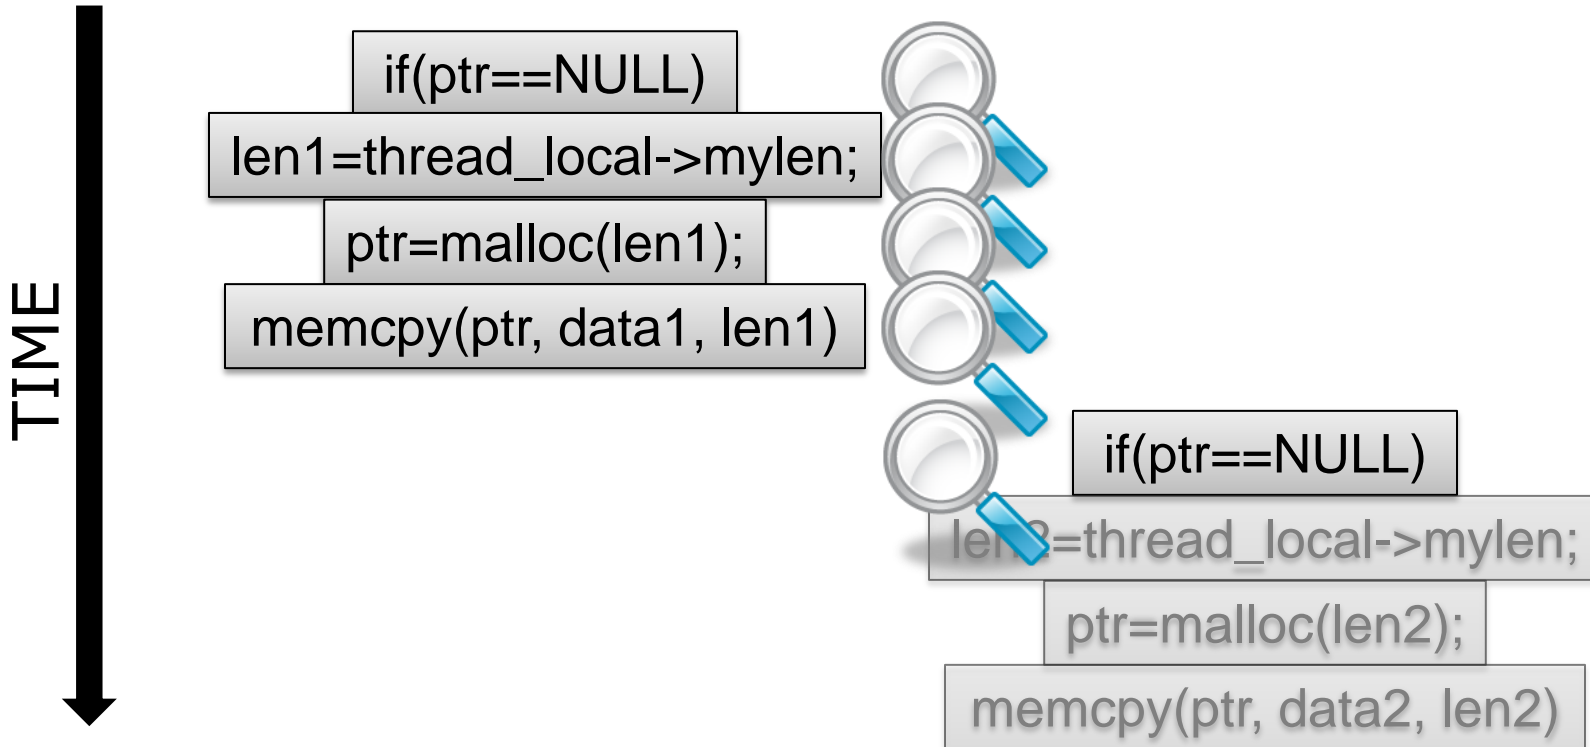 TIME
if(ptr==NULL)
len1=thread_local->mylen;
ptr=malloc(len1);
memcpy(ptr, data1, len1)
if(ptr==NULL)
len2=thread_local->mylen;
ptr=malloc(len2);
memcpy(ptr, data2, len2)